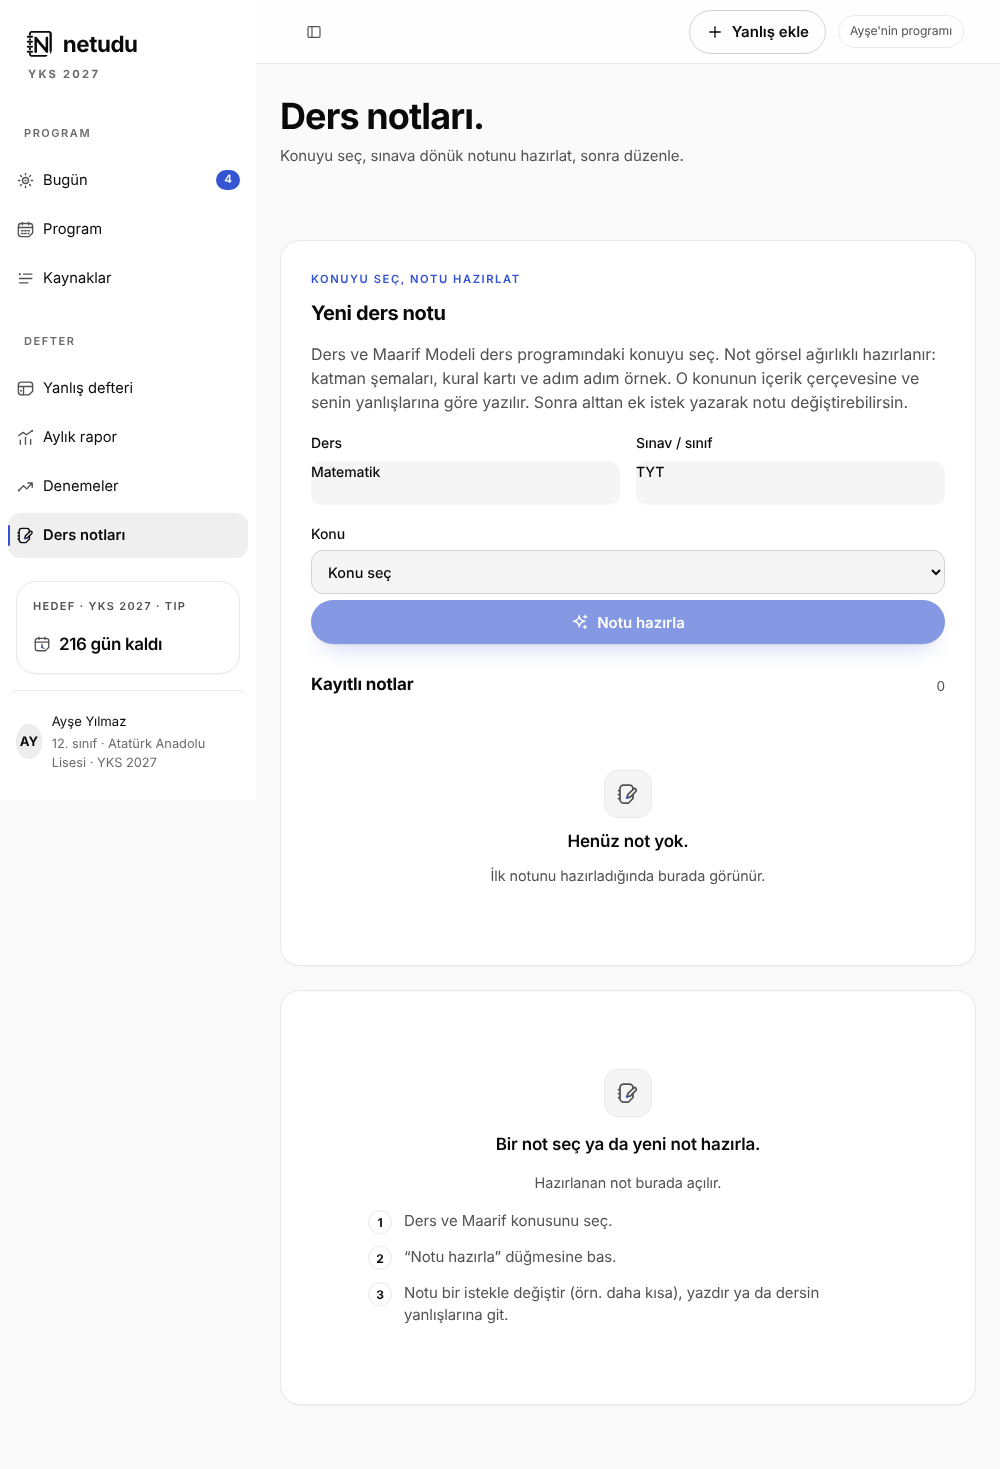 netudu
YKS 2027
PROGRAM
Bugün
4
Program
Kaynaklar
DEFTER
Yanlış defteri
Aylık rapor
Denemeler
Ders notları
HEDEF · YKS 2027 · TIP
216 gün kaldı
AY
Ayşe Yılmaz
12. sınıf · Atatürk Anadolu
Lisesi · YKS 2027
Yanlış ekle
Ayşe'nin programı
Ders notları.
Konuyu seç, sınava dönük notunu hazırlat, sonra düzenle.
KONUYU SEÇ, NOTU HAZIRLAT
Yeni ders notu
Ders ve Maarif Modeli ders programındaki konuyu seç. Not görsel ağırlıklı hazırlanır:
katman şemaları, kural kartı ve adım adım örnek. O konunun içerik çerçevesine ve
senin yanlışlarına göre yazılır. Sonra alttan ek istek yazarak notu değiştirebilirsin.
Ders
Sınav / sınıf
Matematik
TYT
Konu
Konu seç
Notu hazırla
Kayıtlı notlar
0
Henüz not yok.
İlk notunu hazırladığında burada görünür.
Bir not seç ya da yeni not hazırla.
Hazırlanan not burada açılır.
1 Ders ve Maarif konusunu seç.
2 “Notu hazırla” düğmesine bas.
3 Notu bir istekle değiştir (örn. daha kısa), yazdır ya da dersin
yanlışlarına git.